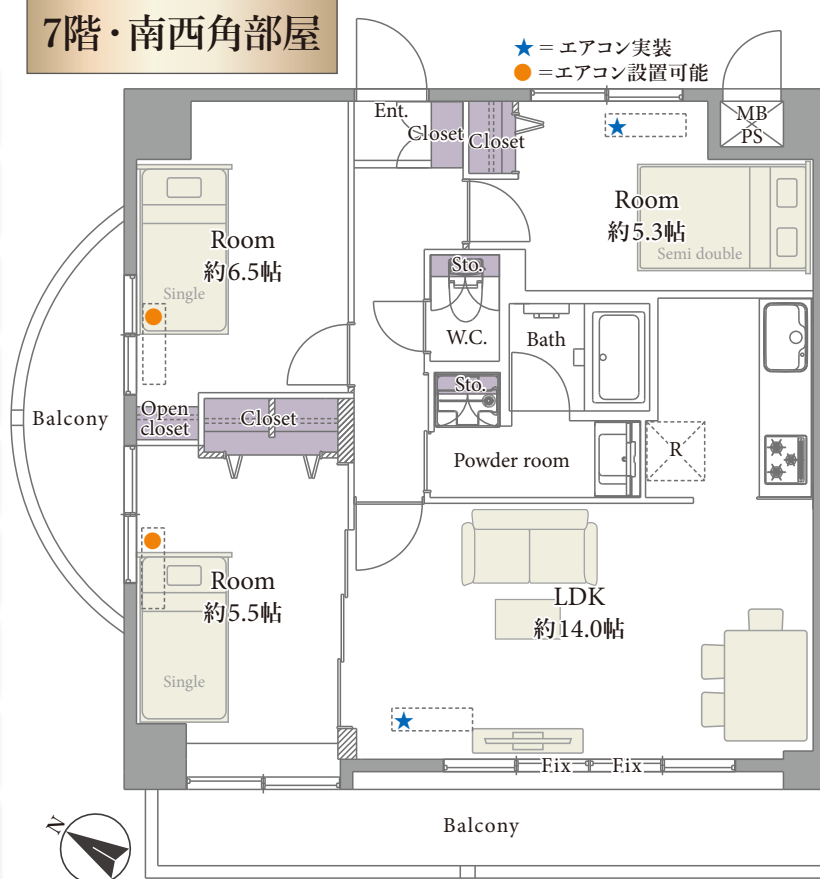 7階・南西角部屋
★ = エアコン実装
● =エアコン設置可能
Ent.
Closet
Closet
MB
PS
Room
約5.3帖
Semi double
Room
約6.5帖
Single
Sto.
W.C.
Bath
Sto.
Balcony
Open
closet
Closet
Powder room
R
Room
約5.5帖
Single
LDK
約14.0帖
Fix
Fix
Balcony
N